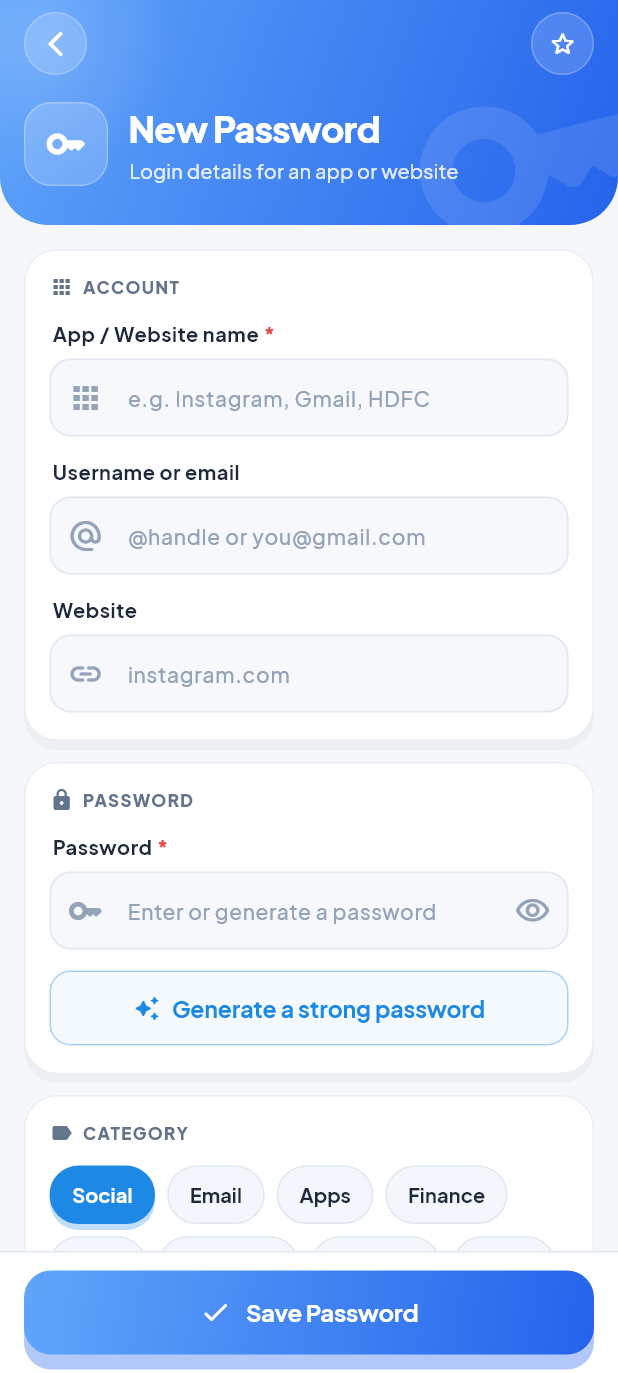 New Password
Login details for an app or website
ACCOUNT
App / Website name *
e.g. Instagram, Gmail, HDFC
Username or email
@handle or you@gmail.com
Website
instagram.com
PASSWORD
Password *
Enter or generate a password
Generate a strong password
CATEGORY
Social Email Apps Finance
Save Password